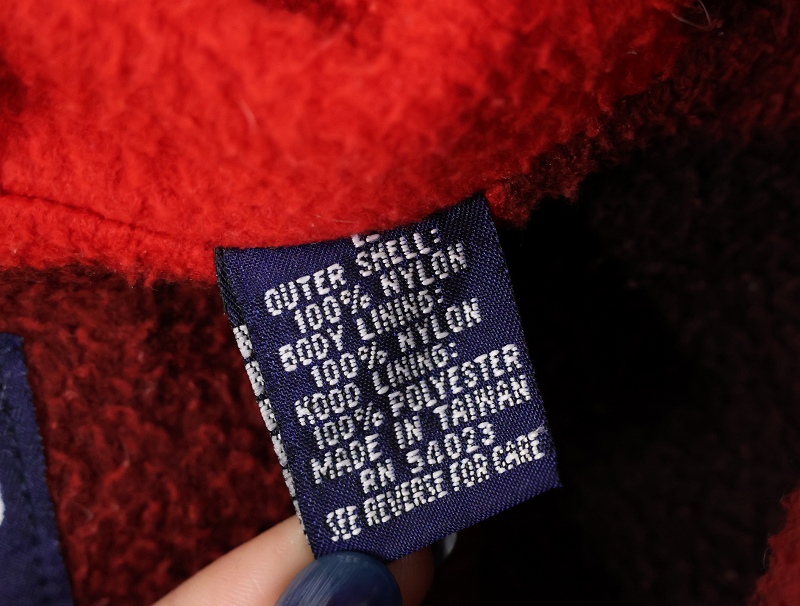 OUTER SHELL:
100% NYLON
BODY LINING:
100% NYLON
HOOD LINING:
100% POLYESTER
MADE IN TAIWAN
RN 54023
SEE REVERSE FOR CARE